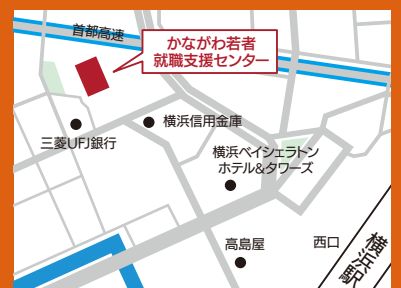 首都高速
かながわ若者
就職支援センター
横浜信用金庫
三菱UFJ銀行
横浜ベイシェラトン
ホテル&タワーズ
高島屋
西口
横浜駅